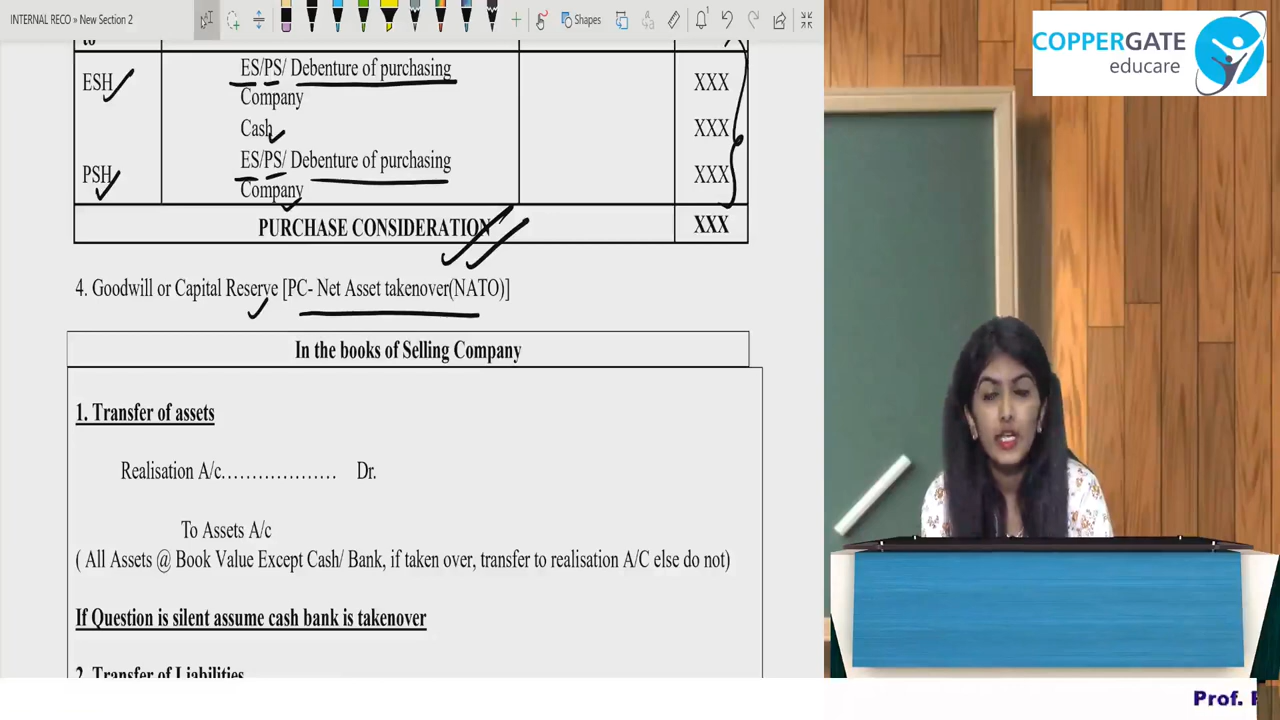 INTERNAL RECO » New Section 2
Shapes
COPPERGATE
educare
to
ES/PS/ Debenture of purchasing
ESH
XXX
Company
Cash
XXX
ES/PS/ Debenture of purchasing
PSH
XXX
Company
PURCHASE CONSIDERATION
XXX
4. Goodwill or Capital Reserve [PC- Net Asset takenover(NATO)]
In the books of Selling Company
1. Transfer of assets
Realisation A/c.................. Dr.
To Assets A/c
( All Assets @ Book Value Except Cash/ Bank, if taken over, transfer to realisation A/C else do not)
If Question is silent assume cash bank is takenover
2. Transfer of Liabilities
Prof.